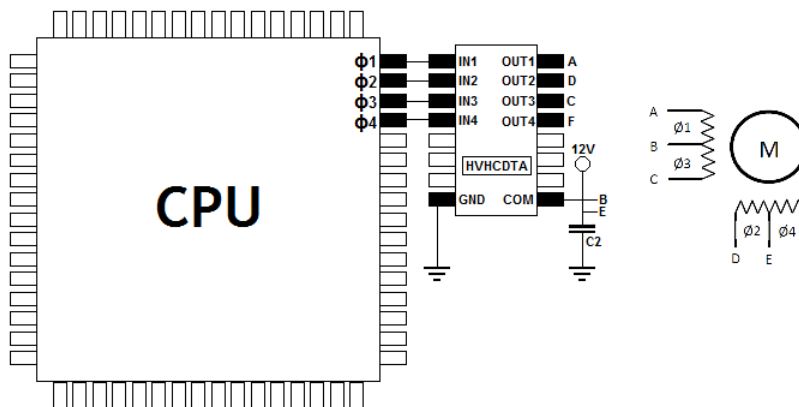 CPU
ϕ1
ϕ2
ϕ3
ϕ4
IN1 OUT1 A
IN2 OUT2 D
IN3 OUT3 C
IN4 OUT4 F
HVHCDTA
GND COM
12V
B
E
C2
A
B
C
Ø1
Ø3
M
Ø2 Ø4
D E